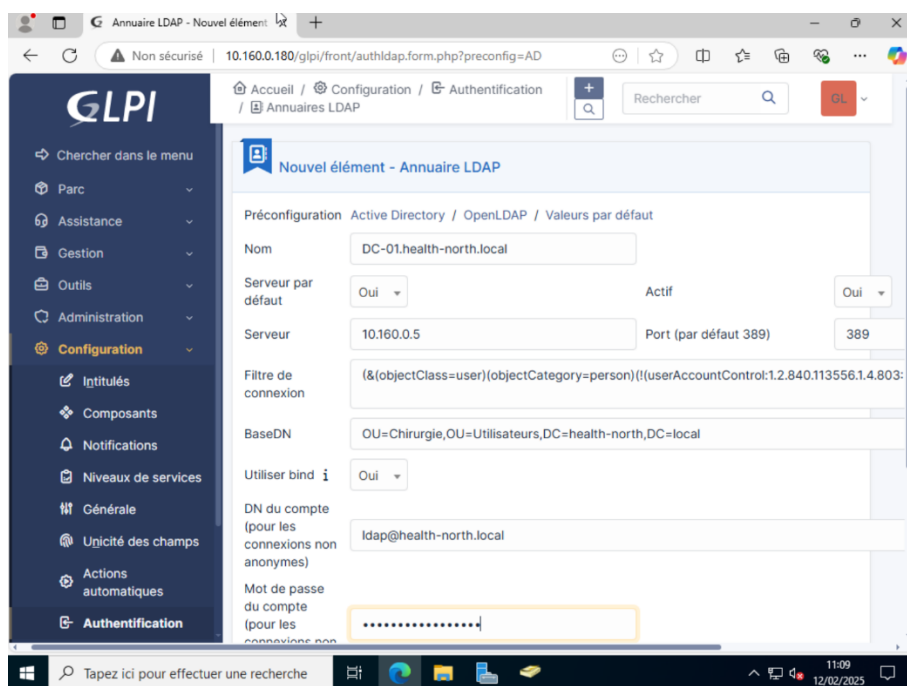 Annuaire LDAP - Nouvel élément
Non sécurisé
10.160.0.180/glpi/front/authldap.form.php?preconfig=AD
GLPI
Accueil / Configuration / Authentification
/ Annuaires LDAP
Rechercher
GL
Chercher dans le menu
Parc
Assistance
Gestion
Outils
Administration
Configuration
Intitulés
Composants
Notifications
Niveaux de services
Générale
Unicité des champs
Actions
automatiques
Authentification
Nouvel élément - Annuaire LDAP
Préconfiguration Active Directory / OpenLDAP / Valeurs par défaut
Nom DC-01.health-north.local
Serveur par
défaut
Oui
Actif Oui
Serveur 10.160.0.5 Port (par défaut 389) 389
Filtre de
connexion
(&(objectClass=user)(objectCategory=person)(!(userAccountControl:1.2.840.113556.1.4.803:
BaseDN OU=Chirurgie,OU=Utilisateurs,DC=health-north,DC=local
Utiliser bind i Oui
DN du compte
(pour les
connexions non
anonymes)
ldap@health-north.local
Mot de passe
du compte
(pour les
connexions non
•••••••••••••••••
Tapez ici pour effectuer une recherche
11:09
12/02/2025